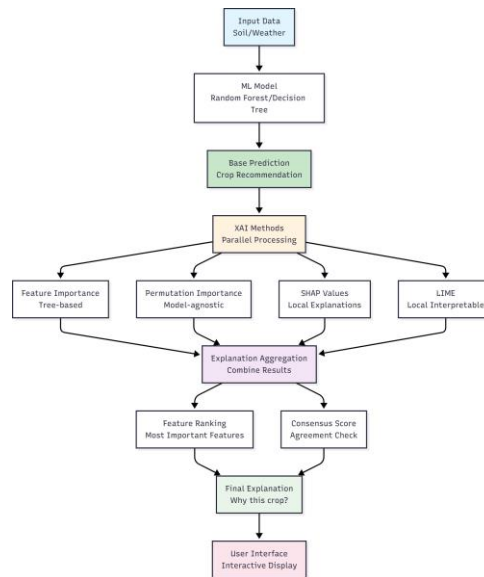 Input Data
Soil/Weather
ML Model
Random Forest/Decision
Tree
Base Prediction
Crop Recommendation
XAI Methods
Parallel Processing
Feature Importance
Tree-based
Permutation Importance
Model-agnostic
SHAP Values
Local Explanations
LIME
Local Interpretable
Explanation Aggregation
Combine Results
Feature Ranking
Most Important Features
Consensus Score
Agreement Check
Final Explanation
Why this crop?
User Interface
Interactive Display